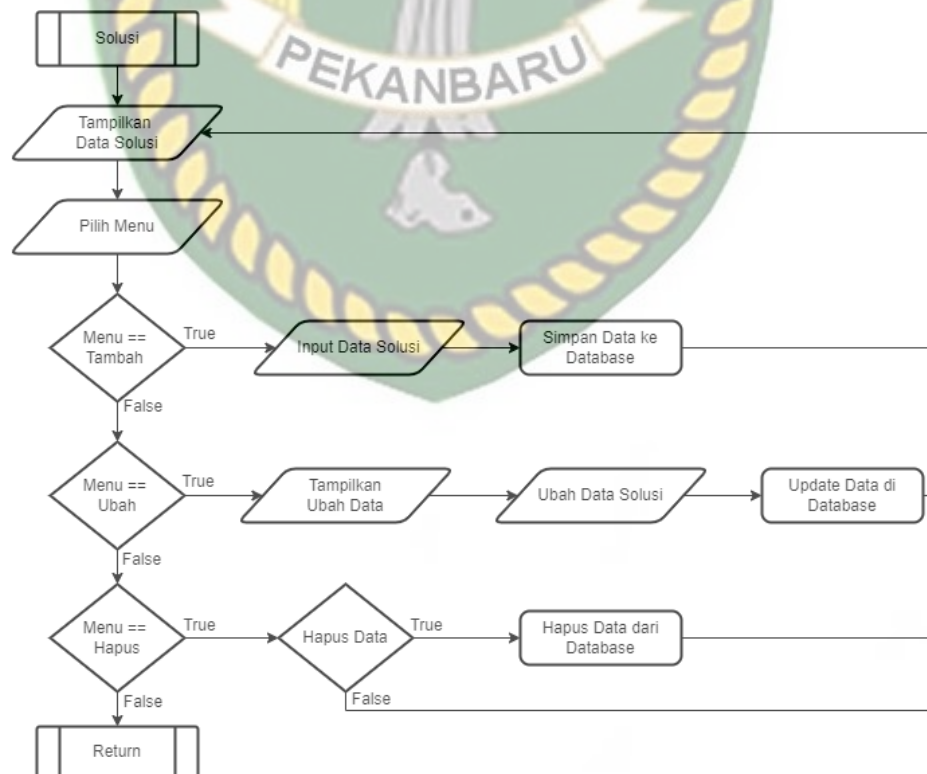 Solusi
PEKANBARU
Tampilkan
Data Solusi
Pilih Menu
Menu ==
Tambah
True
Input Data Solusi
Simpan Data ke
Database
False
Menu ==
Ubah
True
Tampilkan
Ubah Data
Ubah Data Solusi
Update Data di
Database
False
Menu ==
Hapus
True
Hapus Data
True
Hapus Data dari
Database
False
False
Return